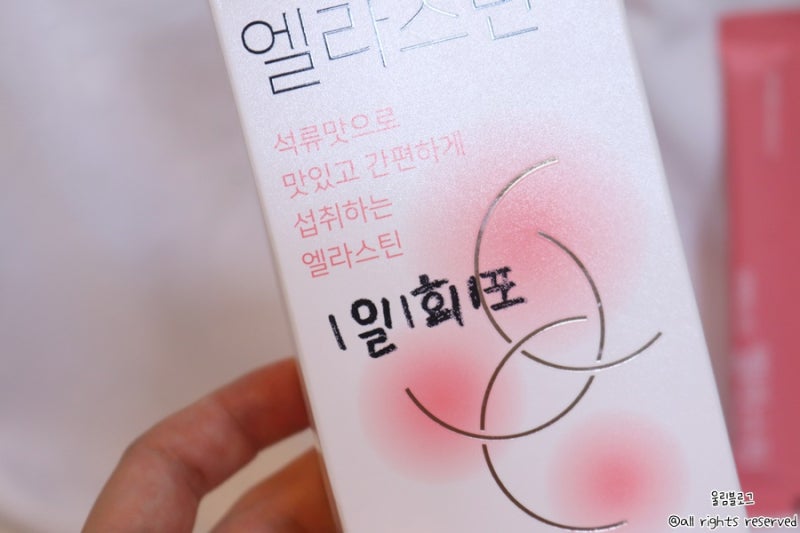 엘라스틴
석류맛으로
맛있고 간편하게
섭취하는
엘라스틴
1일1회1포
울림블로그
@all rights reserved